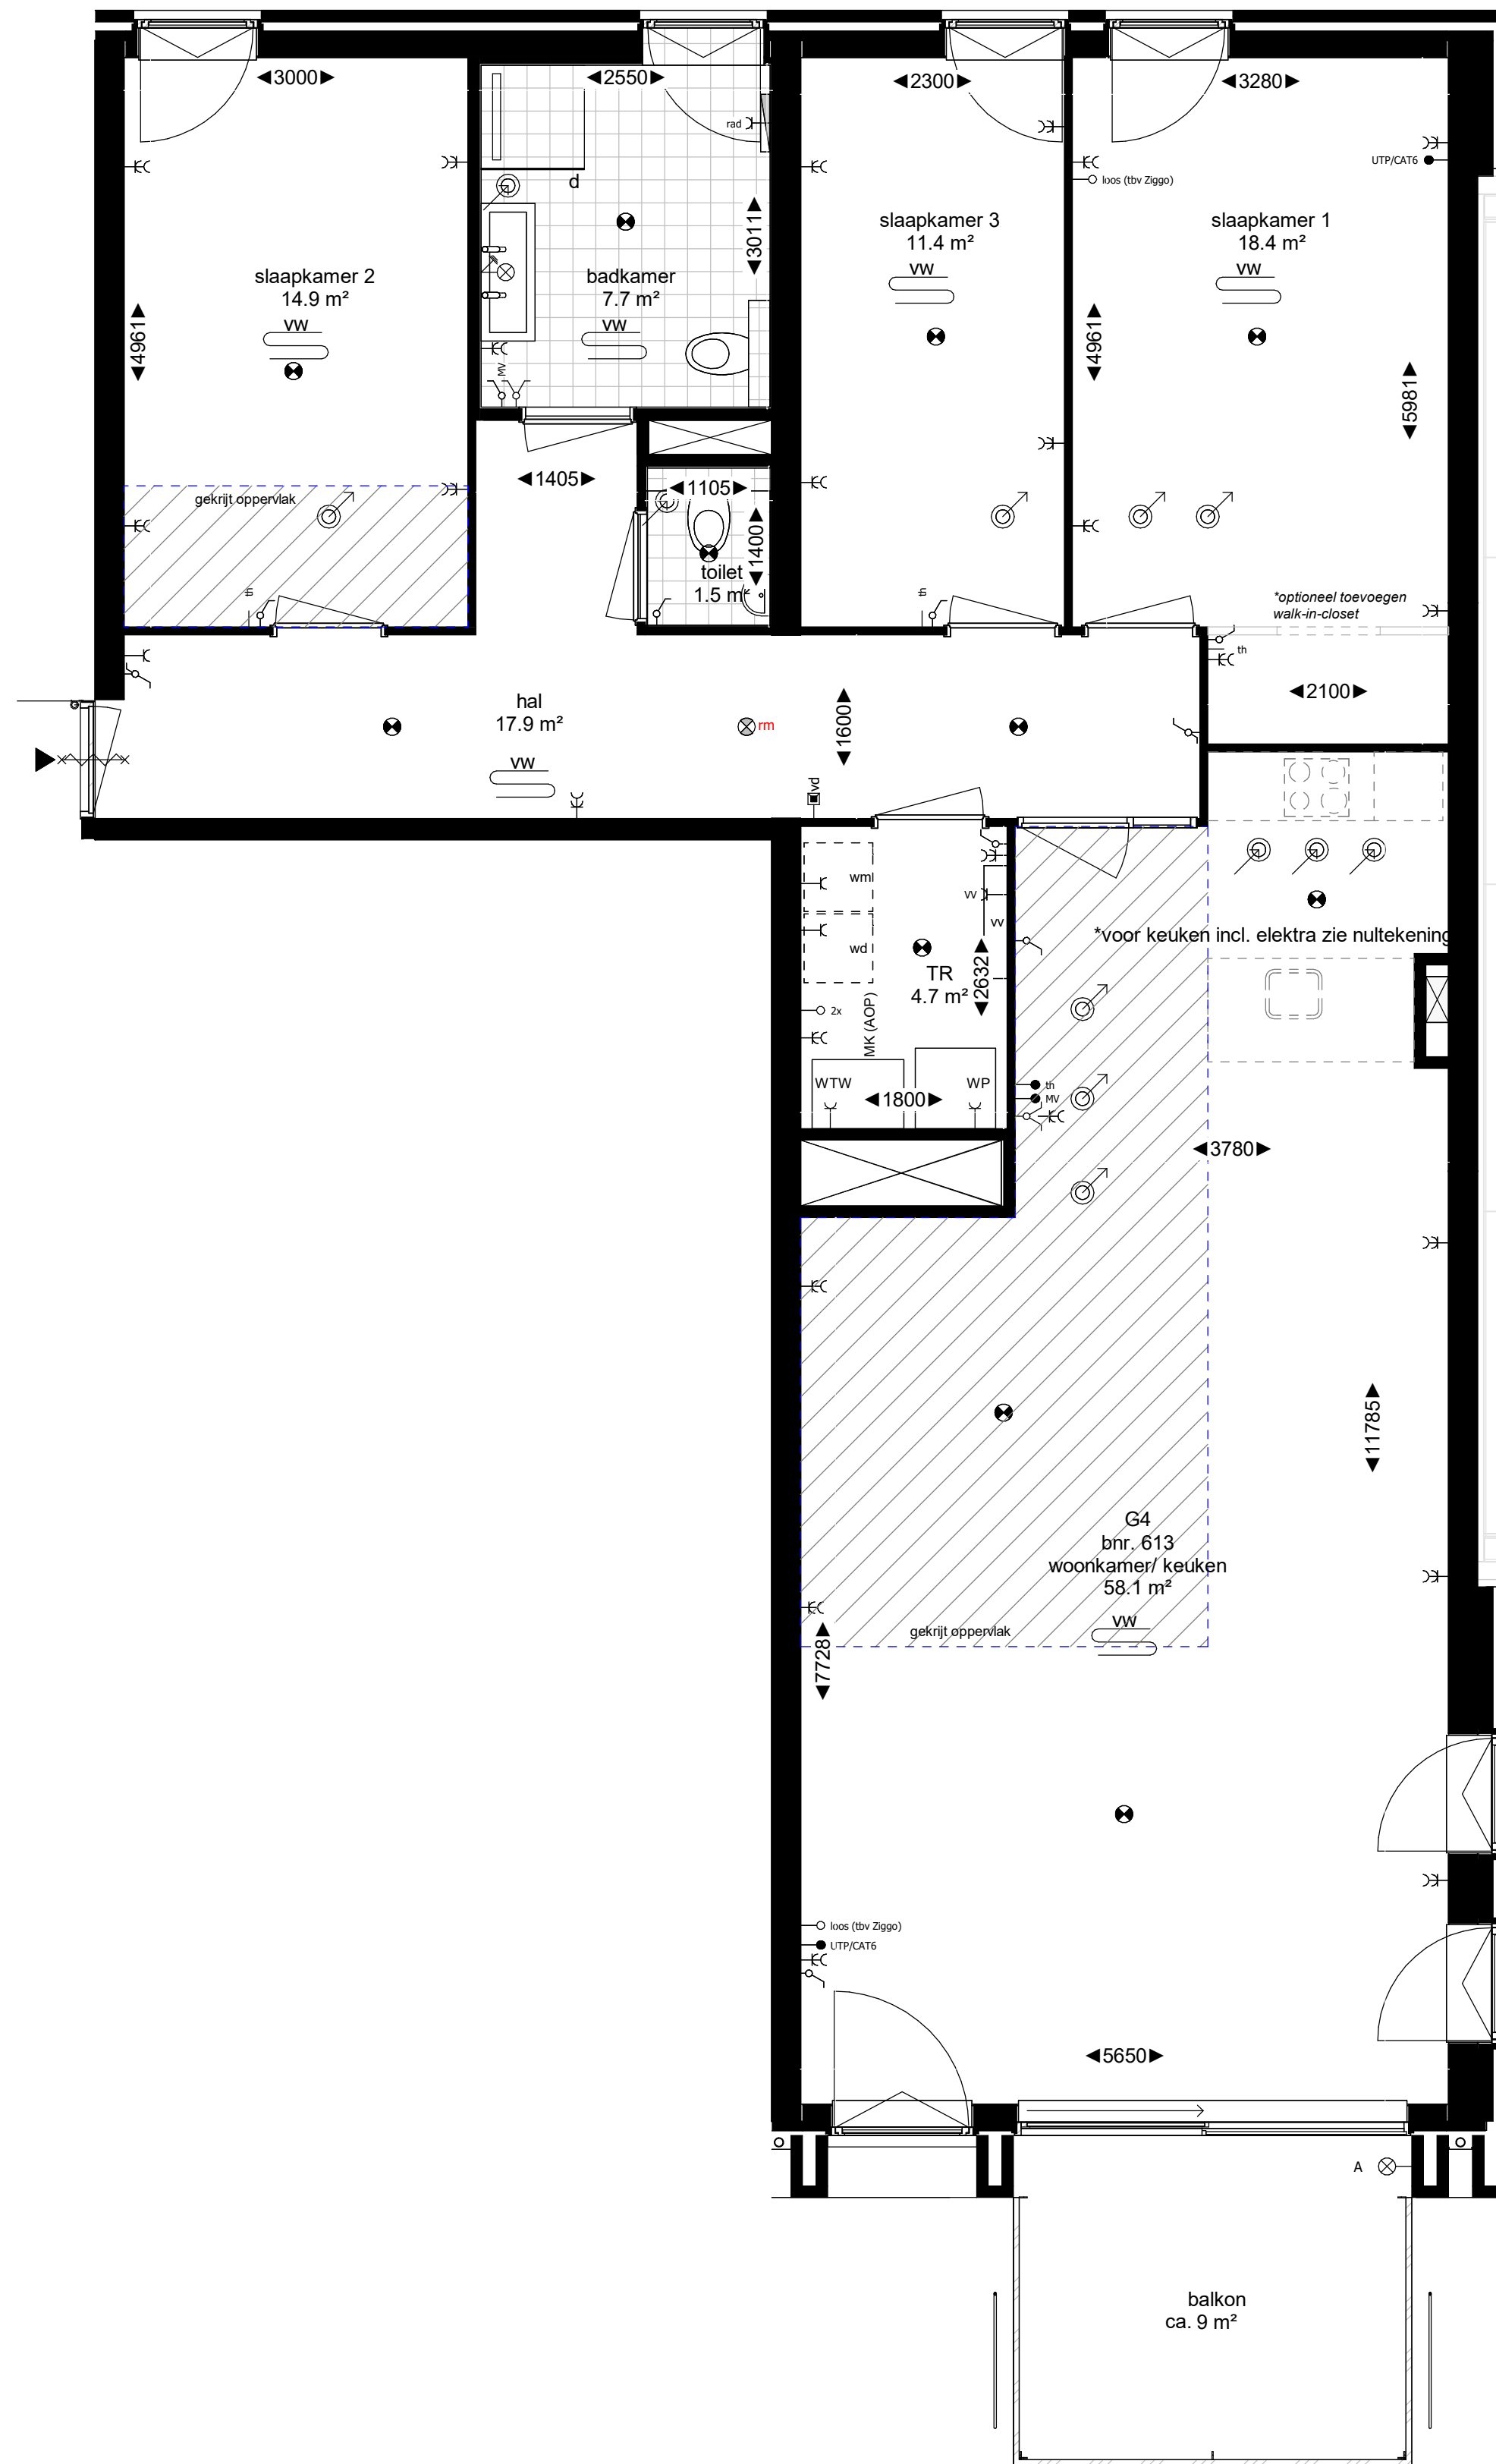 3000
2550
2300
3280
rad
UTP/CAT6
loos (tbv Ziggo)
d
3011
slaapkamer 2
14.9 m²
vw
badkamer
7.7 m²
vw
slaapkamer 3
11.4 m²
vw
slaapkamer 1
18.4 m²
vw
4961
4961
5981
MV
1405
1105
1400
toilet
1.5 m²
gekrijt oppervlak
th
th
*optioneel toevoegen
walk-in-closet
th
2100
hal
17.9 m²
vw
rm
1600
vd
wm
wd
vv
vv
TR
4.7 m²
2632
2x
MK (AOP)
WTW
1800
WP
th
MV
*voor keuken incl. elektra zie nultekening
3780
11785
G4
bnr. 613
woonkamer/ keuken
58.1 m²
vw
gekrijt oppervlak
7728
loos (tbv Ziggo)
UTP/CAT6
5650
A
balkon
ca. 9 m²